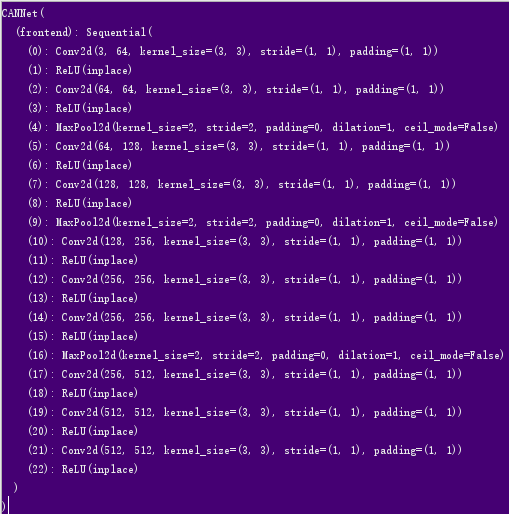 CANNet(
(frontend): Sequential(
(0): Conv2d(3, 64, kernel_size=(3, 3), stride=(1, 1), padding=(1, 1))
(1): ReLU(inplace)
(2): Conv2d(64, 64, kernel_size=(3, 3), stride=(1, 1), padding=(1, 1))
(3): ReLU(inplace)
(4): MaxPool2d(kernel_size=2, stride=2, padding=0, dilation=1, ceil_mode=False)
(5): Conv2d(64, 128, kernel_size=(3, 3), stride=(1, 1), padding=(1, 1))
(6): ReLU(inplace)
(7): Conv2d(128, 128, kernel_size=(3, 3), stride=(1, 1), padding=(1, 1))
(8): ReLU(inplace)
(9): MaxPool2d(kernel_size=2, stride=2, padding=0, dilation=1, ceil_mode=False)
(10): Conv2d(128, 256, kernel_size=(3, 3), stride=(1, 1), padding=(1, 1))
(11): ReLU(inplace)
(12): Conv2d(256, 256, kernel_size=(3, 3), stride=(1, 1), padding=(1, 1))
(13): ReLU(inplace)
(14): Conv2d(256, 256, kernel_size=(3, 3), stride=(1, 1), padding=(1, 1))
(15): ReLU(inplace)
(16): MaxPool2d(kernel_size=2, stride=2, padding=0, dilation=1, ceil_mode=False)
(17): Conv2d(256, 512, kernel_size=(3, 3), stride=(1, 1), padding=(1, 1))
(18): ReLU(inplace)
(19): Conv2d(512, 512, kernel_size=(3, 3), stride=(1, 1), padding=(1, 1))
(20): ReLU(inplace)
(21): Conv2d(512, 512, kernel_size=(3, 3), stride=(1, 1), padding=(1, 1))
(22): ReLU(inplace)
)
)